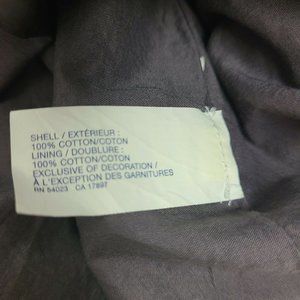 SHELL / EXTÉRIEUR :
100% COTTON/COTON
LINING / DOUBLURE :
100% COTTON/COTON
EXCLUSIVE OF DECORATION /
À L'EXCEPTION DES GARNITURES
RN 54023 CA 17897